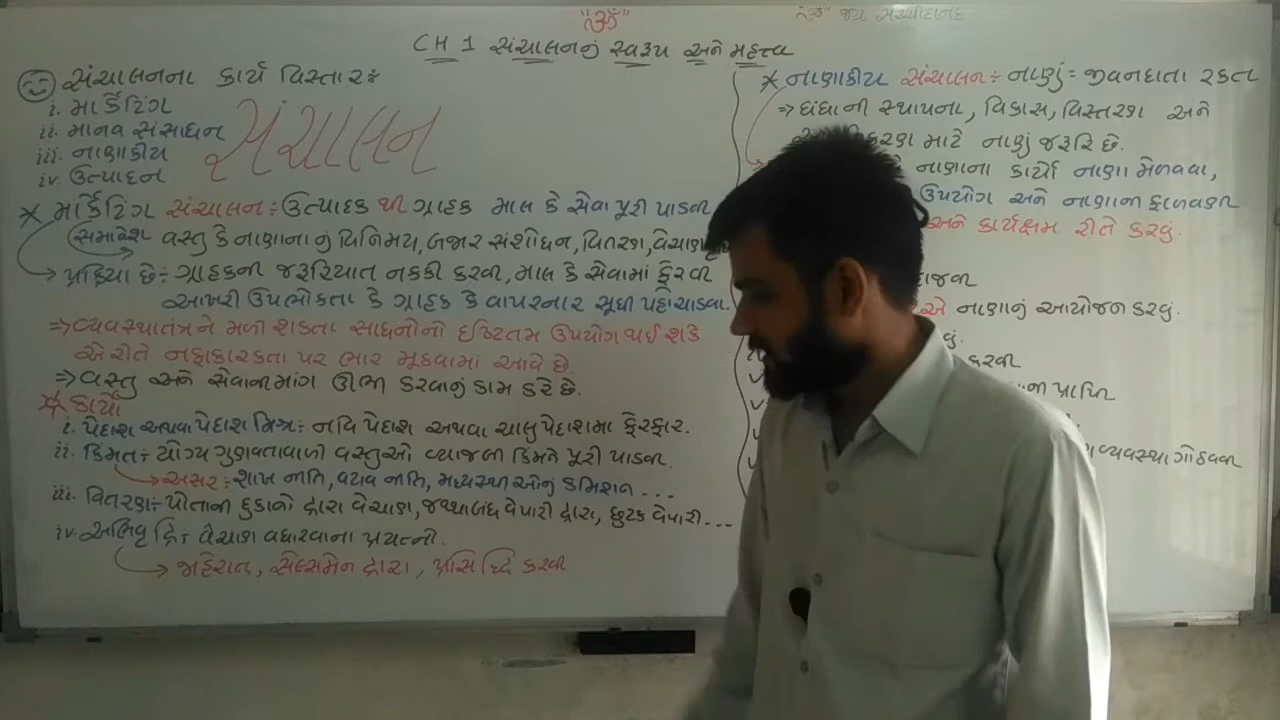 "ૐ"
"ૐ" જય સચ્ચીદાનંદ
CH 1 સંચાલનનું સ્વરૂપ અને મહત્ત્વ
સંચાલનના કાર્ય વિસ્તાર:
i. માર્કેટિંગ
ii. માનવ સંસાધન
iii. નાણાકીય
iv. ઉત્પાદન
સંચાલન
* માર્કેટિંગ સંચાલન:- ઉત્પાદક થી ગ્રાહક માલ કે સેવા પૂરી પાડવી
સમાવેશ વસ્તુ કે નાણાના નું વિનિમય, બજાર સંશોધન, વિતરણ,
→ પ્રક્રિયા છે:- ગ્રાહકની જરૂરિયાત નકકી કરવી, માલ કે સેવામાં ફેરવી
આખરી ઉપભોકતા કે ગ્રાહક કે વાપરનાર સૂધી પહોચાડવા.
⇒ વ્યવસ્થાતંત્રને મળી શકતા સાધનોનો ઈષ્ટતમ ઉપયોગ થઈ શકે
એ રીતે નફાકારકતા પર ભાર મૂકવામાં આવે છે.
⇒ વસ્તુ અને સેવાની માંગ ઊભી કરવાનું કામ કરે છે.
* કાર્યો
i. પેદાશ અથવા પેદાશ મિશ્ર:- નવિ પેદાશ અથવા ચાલુ પેદાશમા ફેરફાર.
ii. કિંમત:- યોગ્ય ગુણવતાવાળી વસ્તુઓ વ્યાજબી કિંમતે પૂરી પાડવી.
→ અસર:- શાખ નીતિ, વટાવ નીતિ, મધ્યસ્થી ઓનું કમિશન ...
iii. વિતરણ:- પોતાની દુકાનો દ્વારા વેચાણ, જથ્થાબંધ વેપારી દ્વારા, છુટક વેપારી ...
iv. અભિવૃદ્ધિ:- વેચાણ વધારવાના પ્રયત્નો.
→ જાહેરાત, સેલ્સમેન દ્વારા, પ્રસિધ્ધિ કરવી
* નાણાકીય સંચાલન:- નાણું = જીવનદાતા રકત
⇒ ધંધાની સ્થાપના, વિકાસ, વિસ્તરણ અને
માટે નાણું જરૂરિ છે.
નાણાના કાર્યો નાણા મેળવવા,
ઉપયોગ અને નાણાની ફાળવણી
અને કાર્યક્ષમ રીતે કરવું.
નાણાનું આયોજન કરવું.
કરવી
પ્રાપ્તિ
વ્યવસ્થા ગોઠવવી